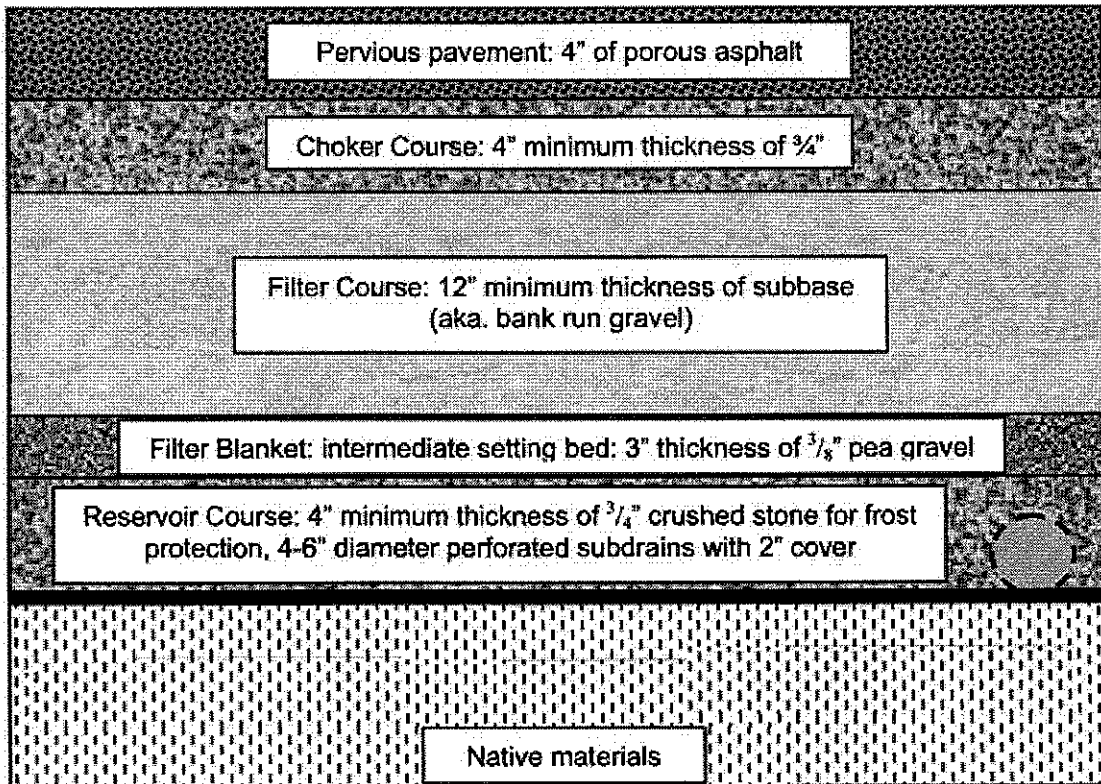 Pervious pavement: 4" of porous asphalt
Choker Course: 4" minimum thickness of ¾"
Filter Course: 12" minimum thickness of subbase
(aka. bank run gravel)
Filter Blanket: intermediate setting bed: 3" thickness of 3/8" pea gravel
Reservoir Course: 4" minimum thickness of 3/4" crushed stone for frost
protection, 4-6" diameter perforated subdrains with 2" cover
Native materials